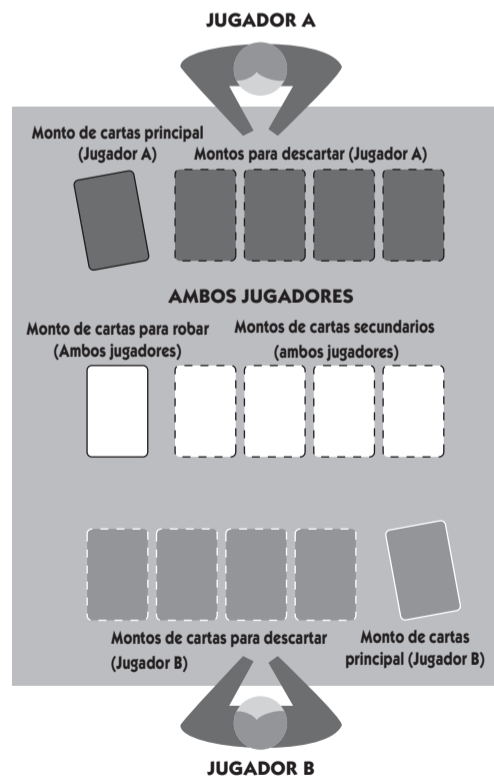 JUGADOR A
Monto de cartas principal
(Jugador A)
Montos para descartar (Jugador A)
AMBOS JUGADORES
Monto de cartas para robar
(Ambos jugadores)
Montos de cartas secundarios
(ambos jugadores)
Montos de cartas para descartar
(Jugador B)
Monto de cartas
principal (Jugador B)
JUGADOR B